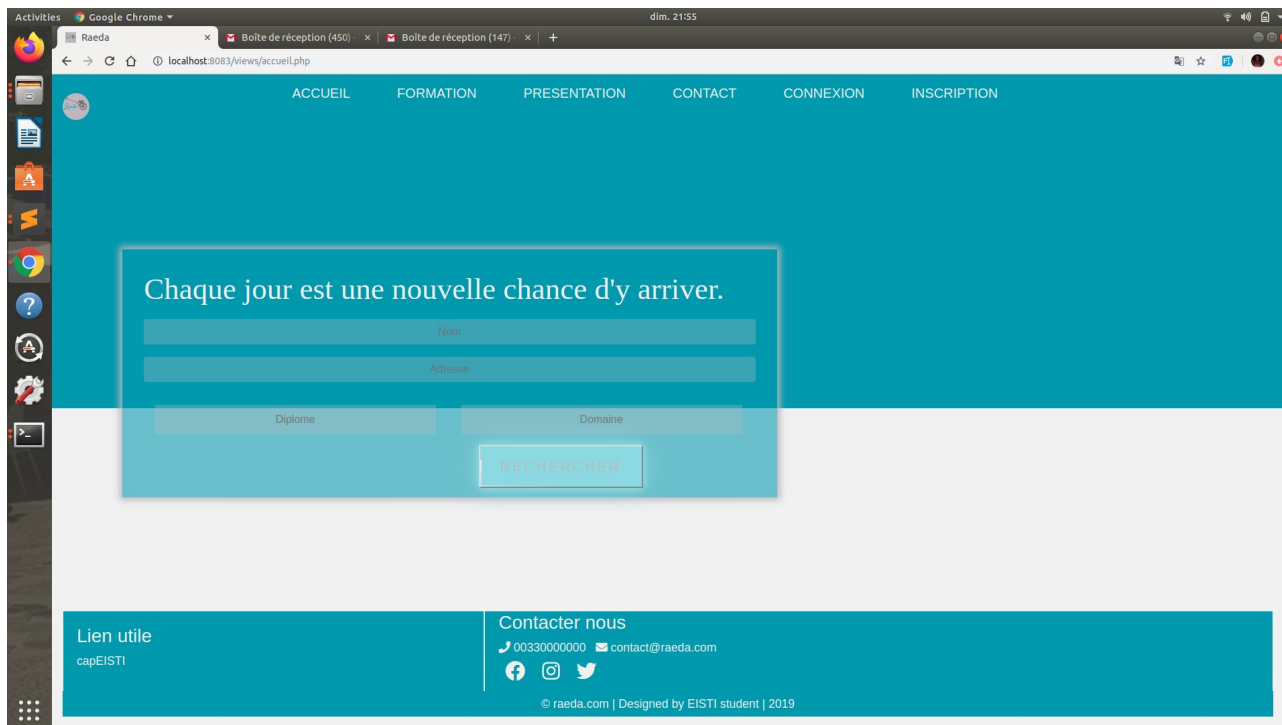 Activities Google Chrome dim. 21:55
Raeda Boîte de réception (450) - Boîte de réception (147) -
localhost:8083/views/accueil.php
ACCUEIL FORMATION PRESENTATION CONTACT CONNEXION INSCRIPTION
Chaque jour est une nouvelle chance d'y arriver.
Nom
Adresse
Diplome Domaine
RECHERCHER
Lien utile
capEISTI
Contacter nous
00330000000 contact@raeda.com
© raeda.com | Designed by EISTI student | 2019